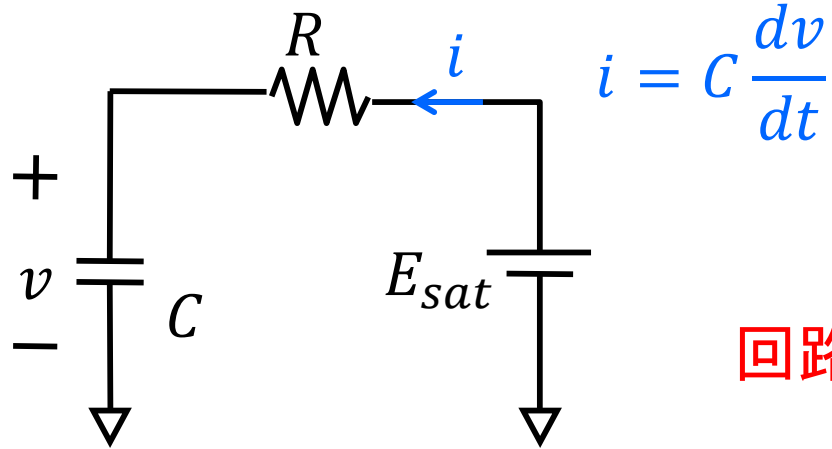 R
i
i = C dv/dt
+
v
−
C
E_sat
回路